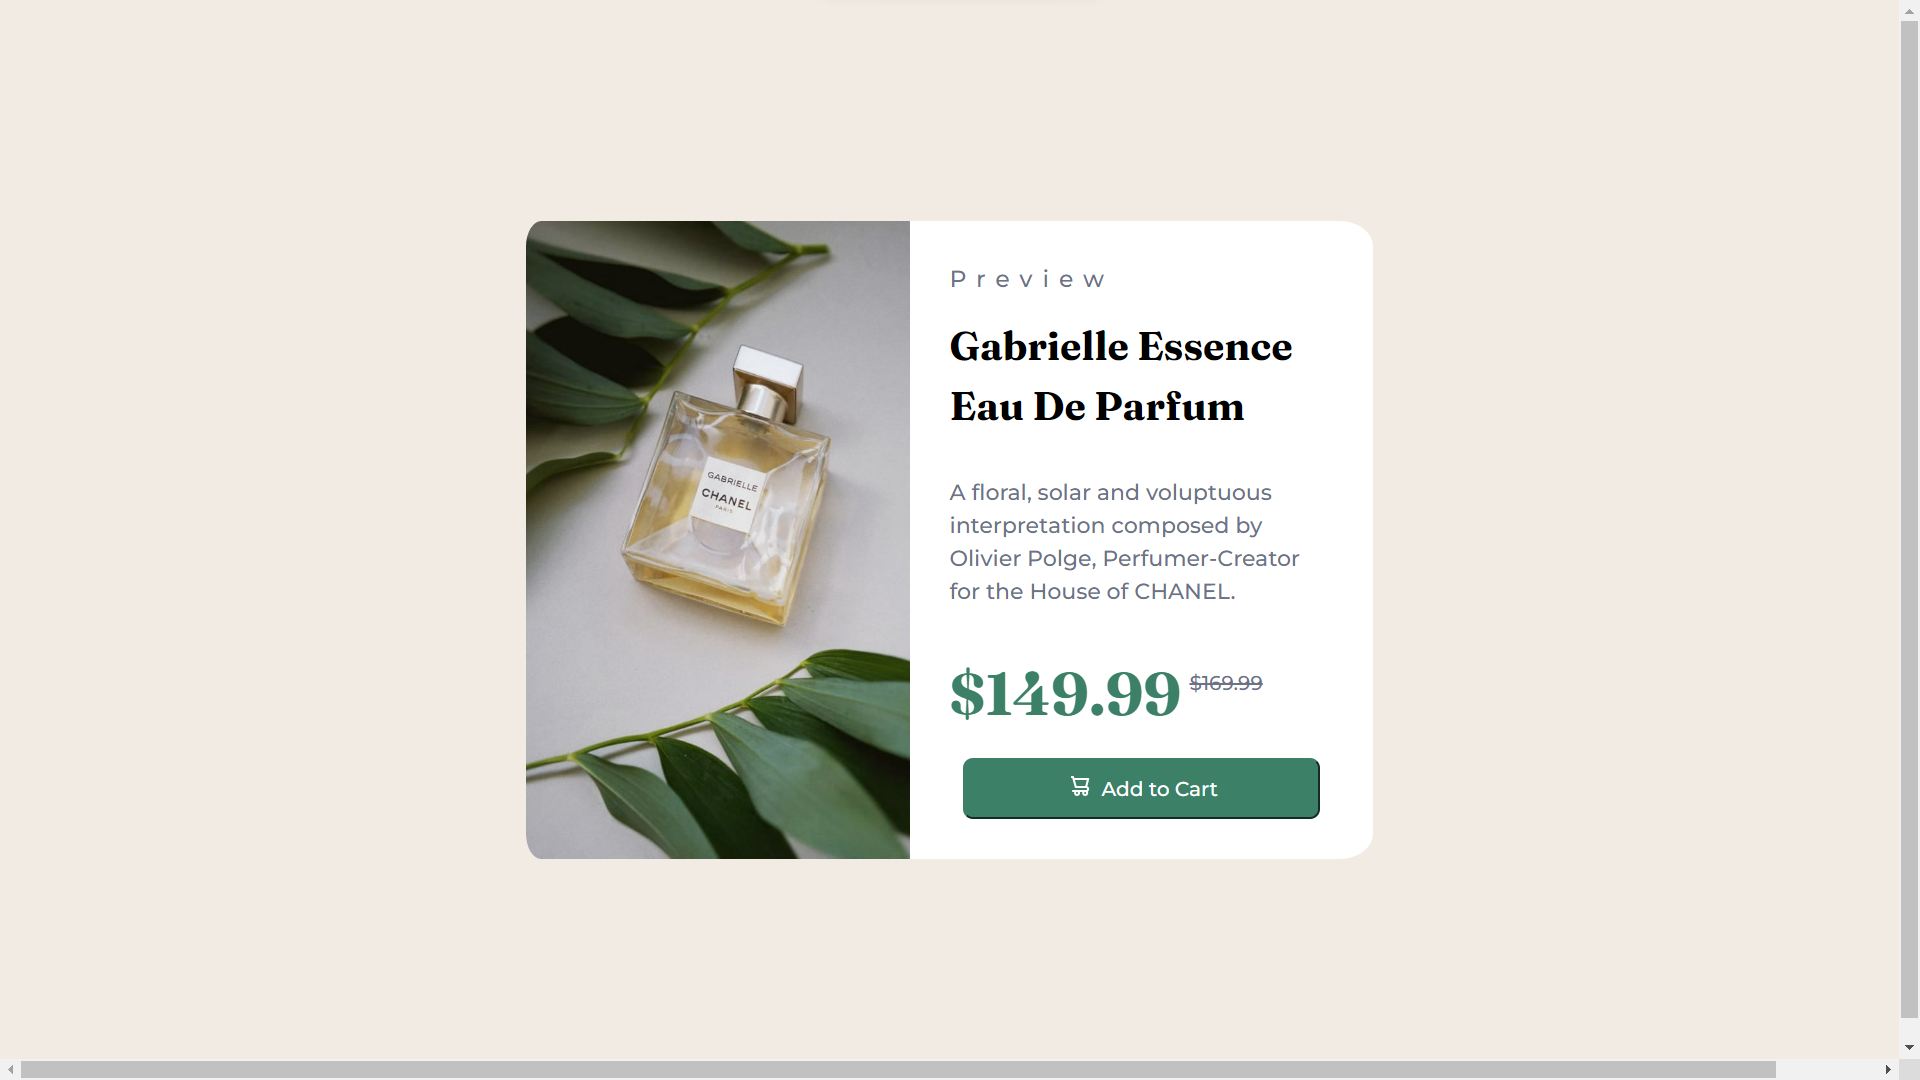 Preview
Gabrielle Essence
Eau De Parfum
A floral, solar and voluptuous
interpretation composed by
Olivier Polge, Perfumer-Creator
for the House of CHANEL.
$149.99 $169.99
Add to Cart
GABRIELLE
CHANEL
PARIS